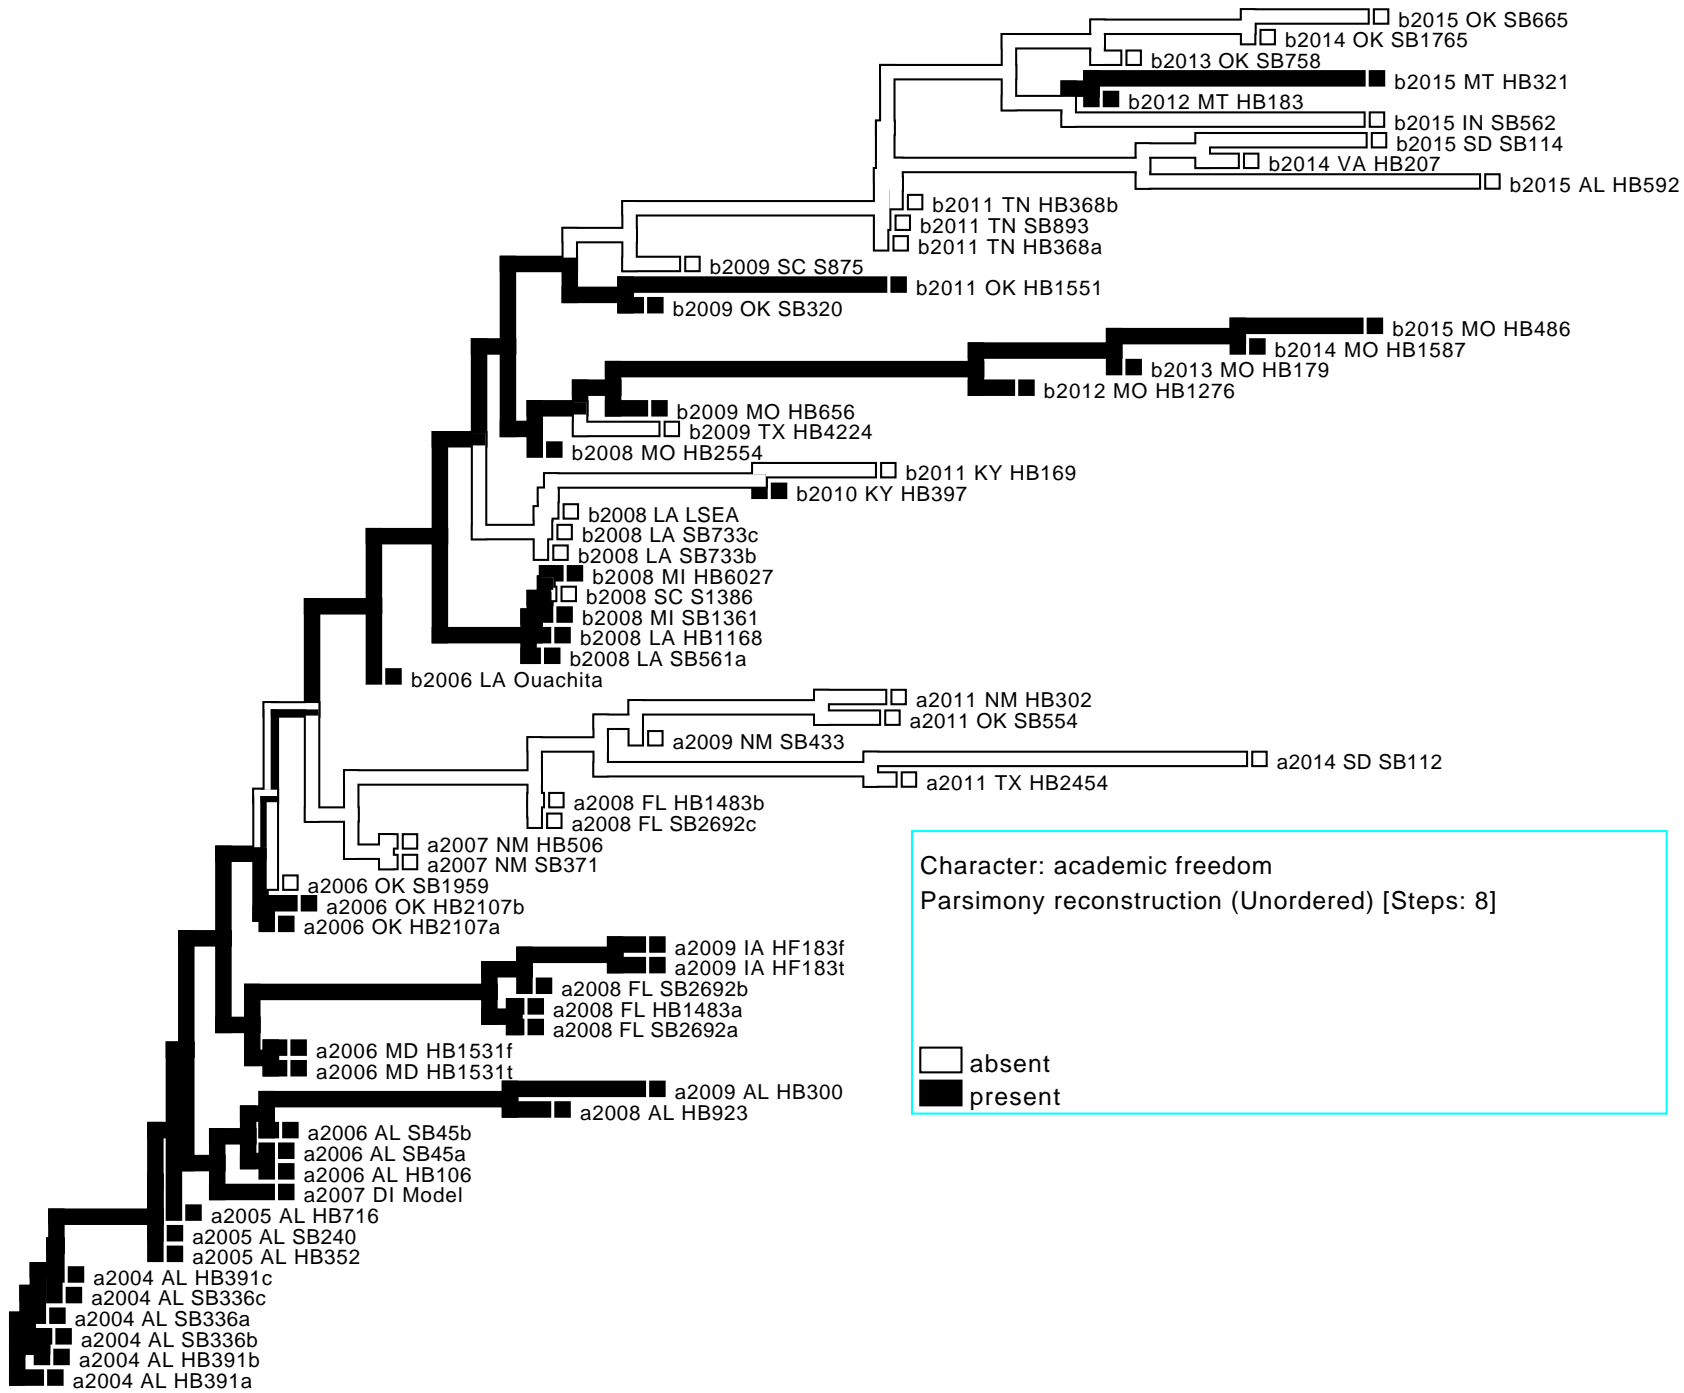 b2015 OK SB665
b2014 OK SB1765
b2013 OK SB758
b2015 MT HB321
b2012 MT HB183
b2015 IN SB562
b2015 SD SB114
b2014 VA HB207
b2015 AL HB592
b2011 TN HB368b
b2011 TN SB893
b2011 TN HB368a
b2009 SC S875
b2011 OK HB1551
b2009 OK SB320
b2015 MO HB486
b2014 MO HB1587
b2013 MO HB179
b2012 MO HB1276
b2009 MO HB656
b2009 TX HB4224
b2008 MO HB2554
b2011 KY HB169
b2010 KY HB397
b2008 LA LSEA
b2008 LA SB733c
b2008 LA SB733b
b2008 MI HB6027
b2008 SC S1386
b2008 MI SB1361
b2008 LA HB1168
b2008 LA SB561a
b2006 LA Ouachita
a2011 NM HB302
a2011 OK SB554
a2009 NM SB433
a2014 SD SB112
a2011 TX HB2454
a2008 FL HB1483b
a2008 FL SB2692c
a2007 NM HB506
a2007 NM SB371
a2006 OK SB1959
a2006 OK HB2107b
a2006 OK HB2107a
a2009 IA HF183f
a2009 IA HF183t
a2008 FL SB2692b
a2008 FL HB1483a
a2008 FL SB2692a
a2006 MD HB1531f
a2006 MD HB1531t
a2009 AL HB300
a2008 AL HB923
a2006 AL SB45b
a2006 AL SB45a
a2006 AL HB106
a2007 DI Model
a2005 AL HB716
a2005 AL SB240
a2005 AL HB352
a2004 AL HB391c
a2004 AL SB336c
a2004 AL SB336a
a2004 AL SB336b
a2004 AL HB391b
a2004 AL HB391a
Character: academic freedom
Parsimony reconstruction (Unordered) [Steps: 8]
absent
present